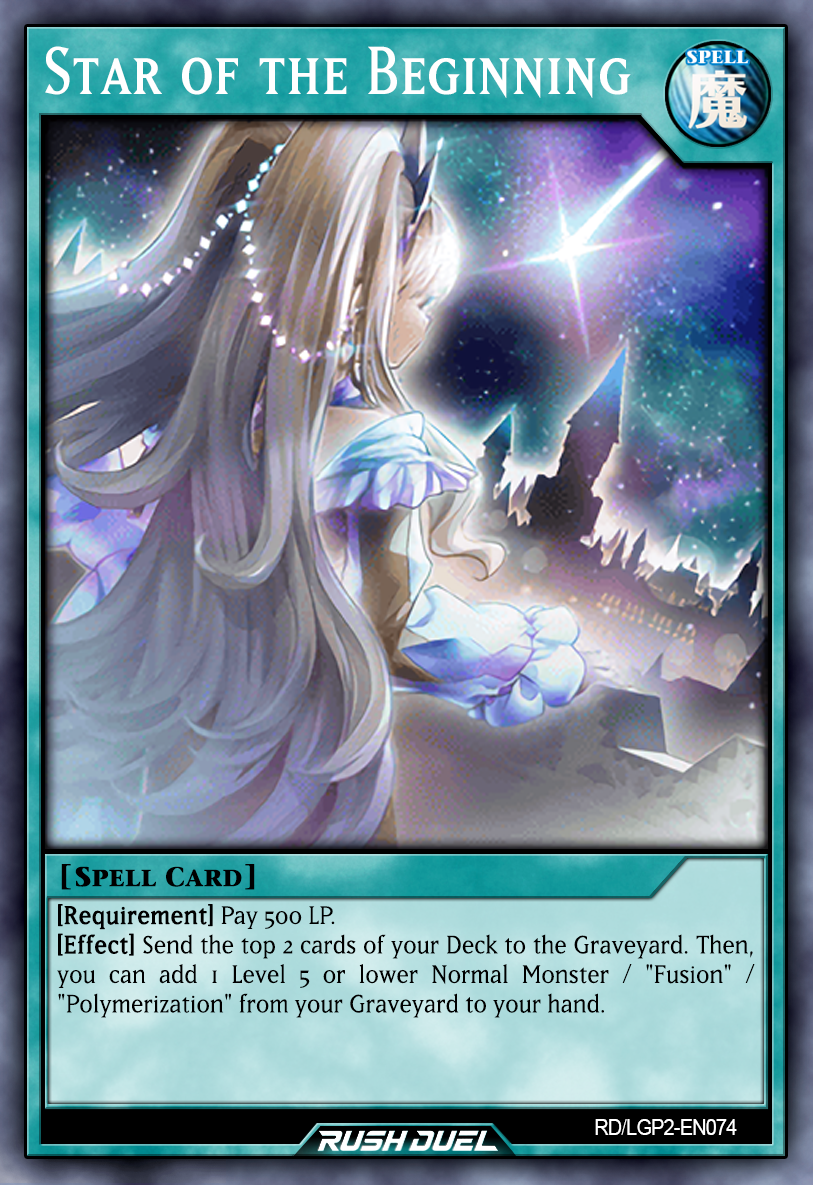 Star of the Beginning
SPELL
魔
[Spell Card]
[Requirement] Pay 500 LP.
[Effect] Send the top 2 cards of your Deck to the Graveyard. Then,
you can add 1 Level 5 or lower Normal Monster / "Fusion" /
"Polymerization" from your Graveyard to your hand.
RUSH DUEL
RD/LGP2-EN074